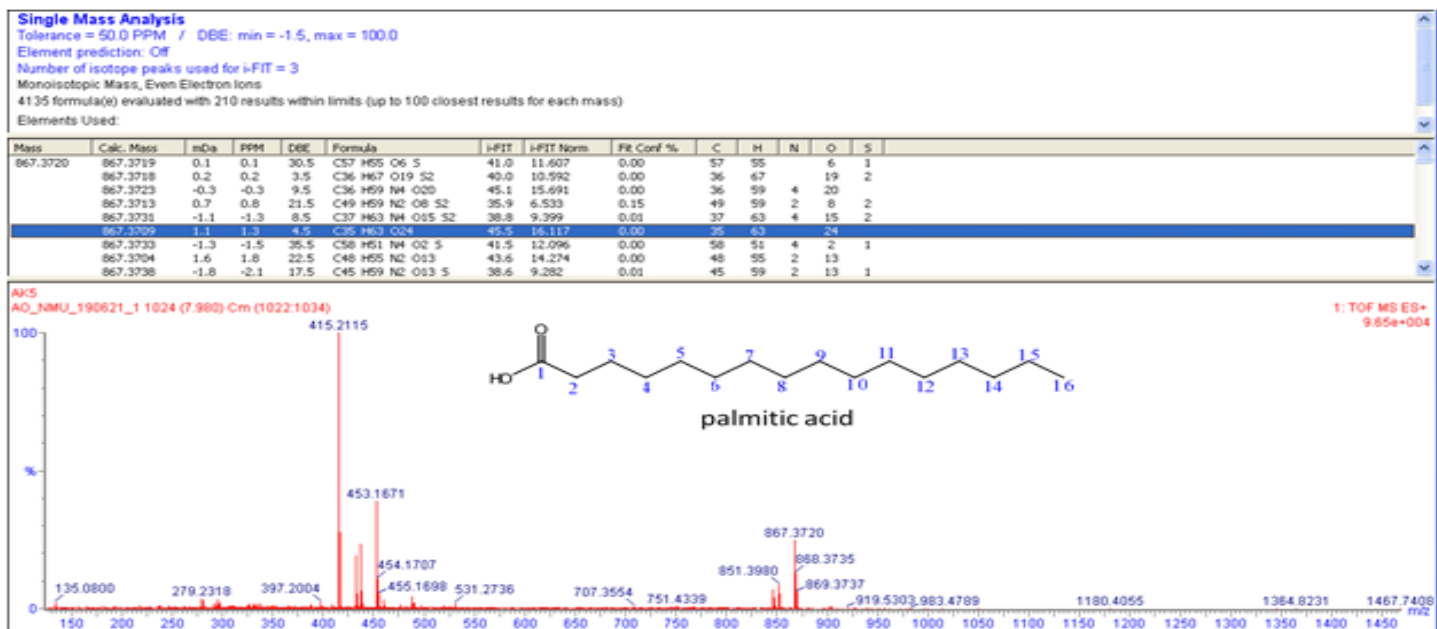 Single Mass Analysis
Tolerance = 50.0 PPM / DBE: min = -1.5, max = 100.0
Element prediction: Off
Number of isotope peaks used for i-FIT = 3
Monoisotopic Mass, Even Electron Ions
4135 formula(e) evaluated with 210 results within limits (up to 100 closest results for each mass)
Elements Used:
Mass Calc. Mass mDa PPM DBE Formula i-FIT i-FIT Norm Fit Conf % C H N O S
867.3720 867.3719 0.1 0.1 30.5 C57 H55 O6 S 41.0 11.607 0.00 57 55 6 1
867.3718 0.2 0.2 3.5 C36 H67 O19 S2 40.0 10.592 0.00 36 67 19 2
867.3723 -0.3 -0.3 9.5 C36 H59 N4 O20 45.1 15.691 0.00 36 59 4 20
867.3713 0.7 0.8 21.5 C49 H59 N2 O8 S2 35.9 6.533 0.15 49 59 2 8 2
867.3731 -1.1 -1.3 8.5 C37 H63 N4 O15 S2 38.8 9.399 0.01 37 63 4 15 2
867.3709 1.1 1.3 4.5 C35 H63 O24 45.5 16.117 0.00 35 63 24
867.3733 -1.3 -1.5 35.5 C58 H51 N4 O2 S 41.5 12.096 0.00 58 51 4 2 1
867.3704 1.6 1.8 22.5 C48 H55 N2 O13 43.6 14.274 0.00 48 55 2 13
867.3738 -1.8 -2.1 17.5 C45 H59 N2 O13 S 38.6 9.282 0.01 45 59 2 13 1
AK5
AO_NMU_190621_1 1024 (7.980) Cm (1022:1034)
1: TOF MS ES+
9.65e+004
100
415.2115
O
HO
1 2 3 4 5 6 7 8 9 10 11 12 13 14 15 16
palmitic acid
%
453.1671
867.3720
454.1707
868.3735
851.3980
135.0800
279.2318
397.2004
455.1698
531.2736
707.3554
751.4339
869.3737
919.5303
983.4789
1180.4055
1364.8231
1467.7408
0
m/z
150 200 250 300 350 400 450 500 550 600 650 700 750 800 850 900 950 1000 1050 1100 1150 1200 1250 1300 1350 1400 1450